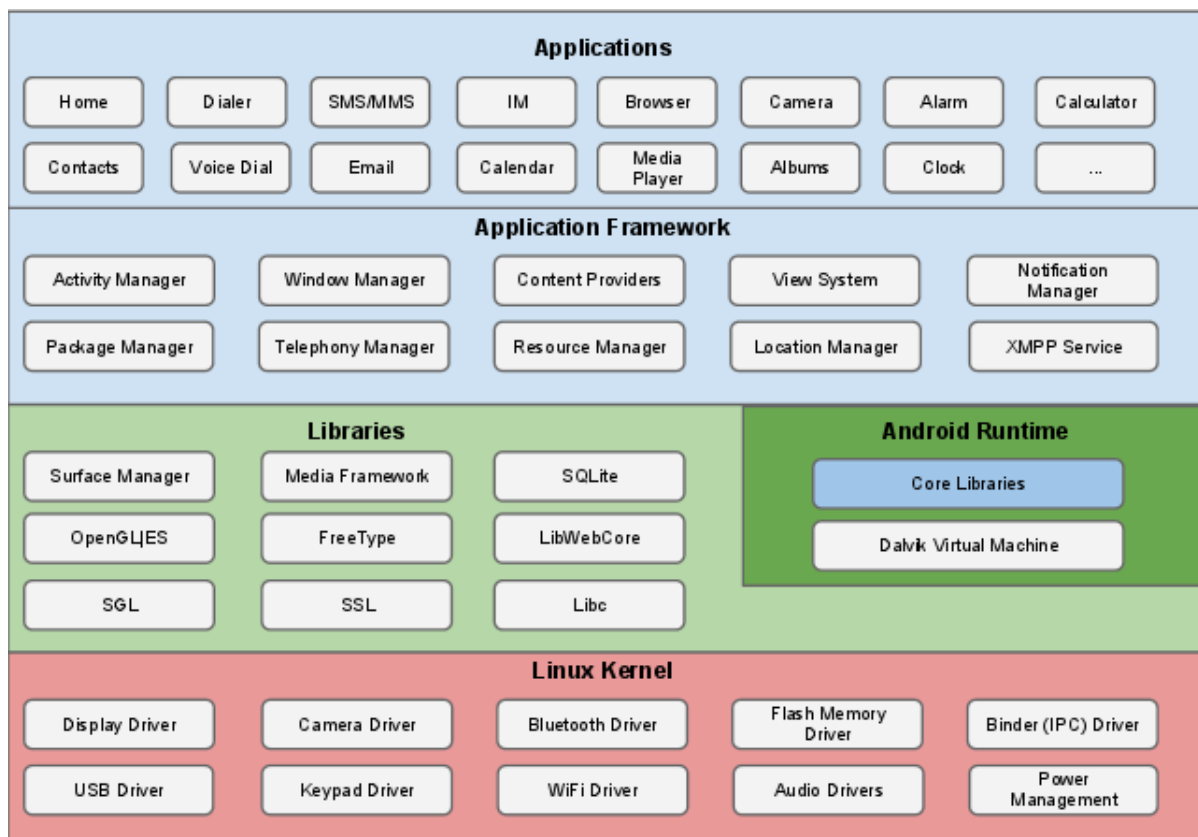 Applications
Home Dialer SMS/MMS IM Browser Camera Alarm Calculator
Contacts Voice Dial Email Calendar Media Player Albums Clock ...
Application Framework
Activity Manager Window Manager Content Providers View System Notification Manager
Package Manager Telephony Manager Resource Manager Location Manager XMPP Service
Libraries
Surface Manager Media Framework SQLite
OpenGL|ES FreeType LibWebCore
SGL SSL Libc
Android Runtime
Core Libraries
Dalvik Virtual Machine
Linux Kernel
Display Driver Camera Driver Bluetooth Driver Flash Memory Driver Binder (IPC) Driver
USB Driver Keypad Driver WiFi Driver Audio Drivers Power Management